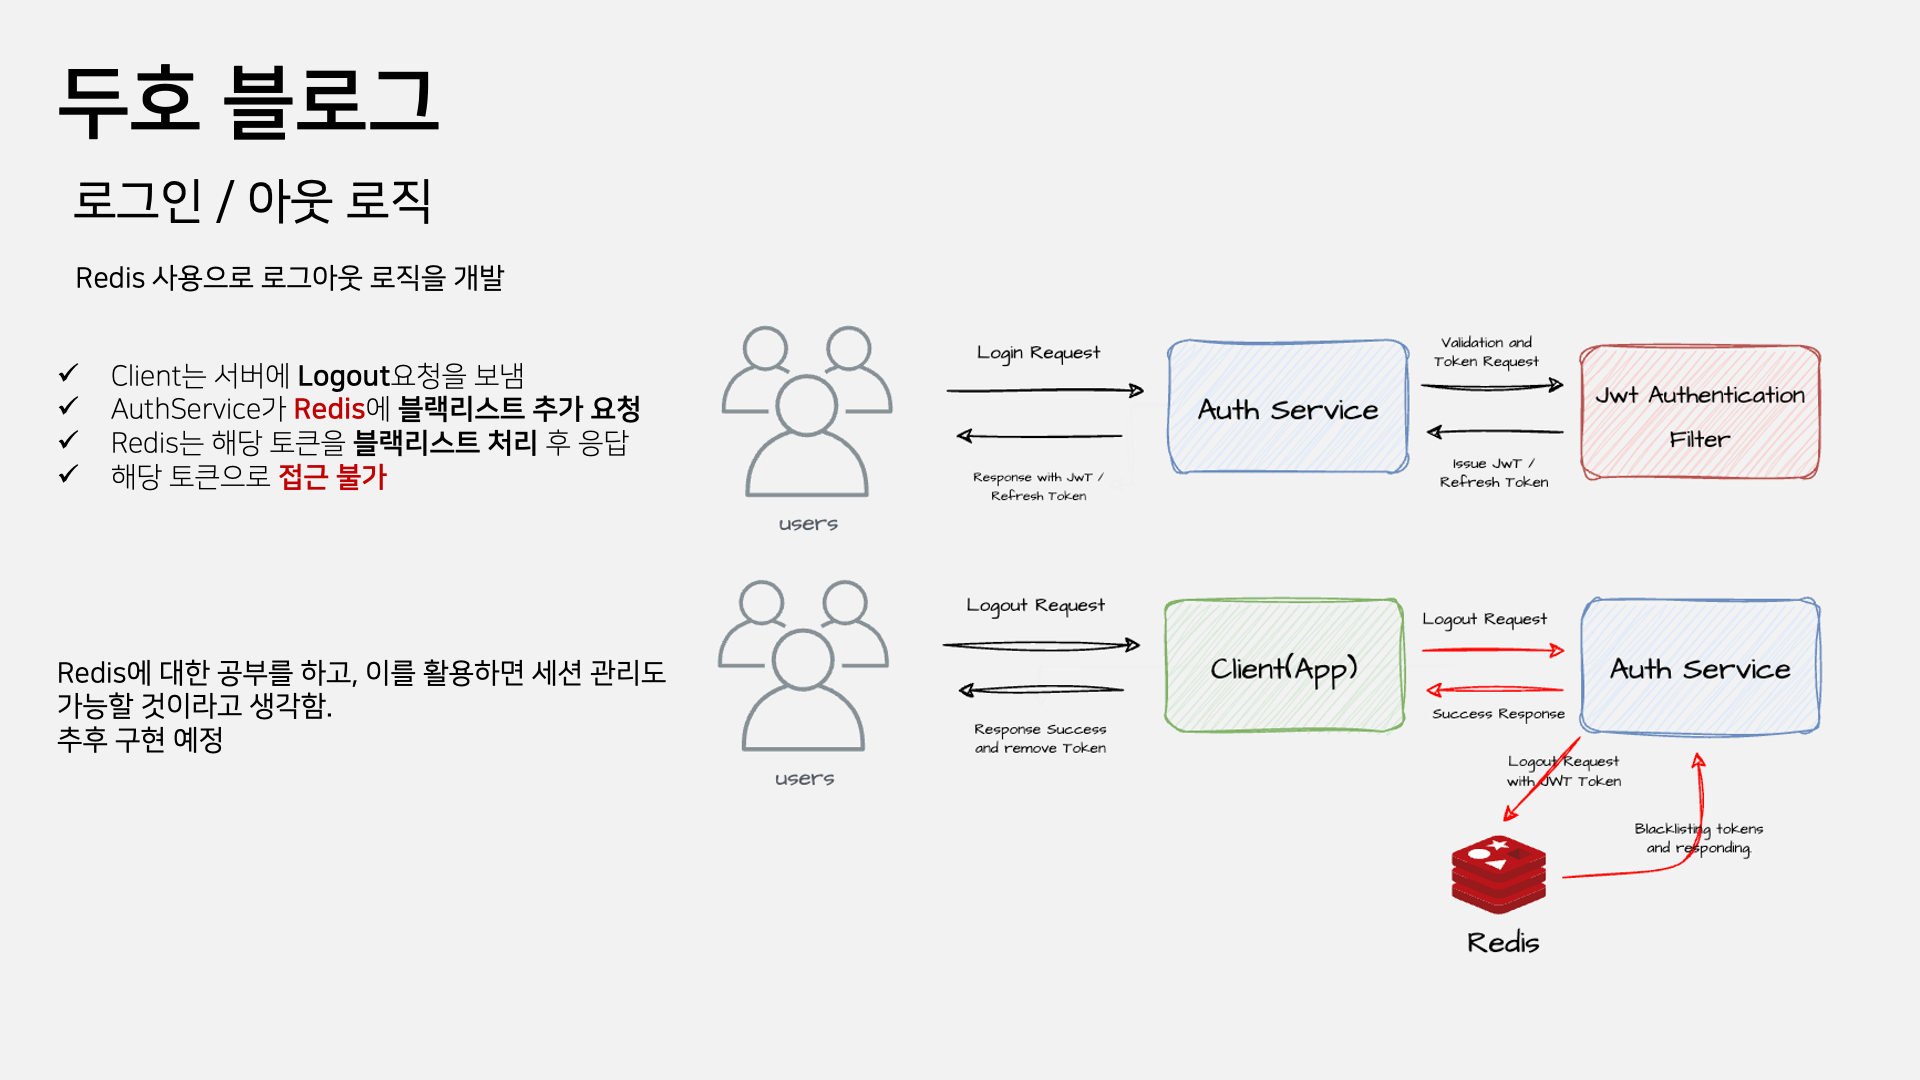 두호 블로그
로그인 / 아웃 로직
Redis 사용으로 로그아웃 로직을 개발
Client는 서버에 Logout요청을 보냄
AuthService가 Redis에 블랙리스트 추가 요청
Redis는 해당 토큰을 블랙리스트 처리 후 응답
해당 토큰으로 접근 불가
Redis에 대한 공부를 하고, 이를 활용하면 세션 관리도
가능할 것이라고 생각함.
추후 구현 예정
users
Login Request
Response with JWT /
Refresh Token
Auth Service
Validation and
Token Request
Issue JWT /
Refresh Token
Jwt Authentication
Filter
users
Logout Request
Response Success
and remove Token
Client(App)
Logout Request
Success Response
Auth Service
Logout Request
with JWT Token
Blacklisting tokens
and responding.
Redis